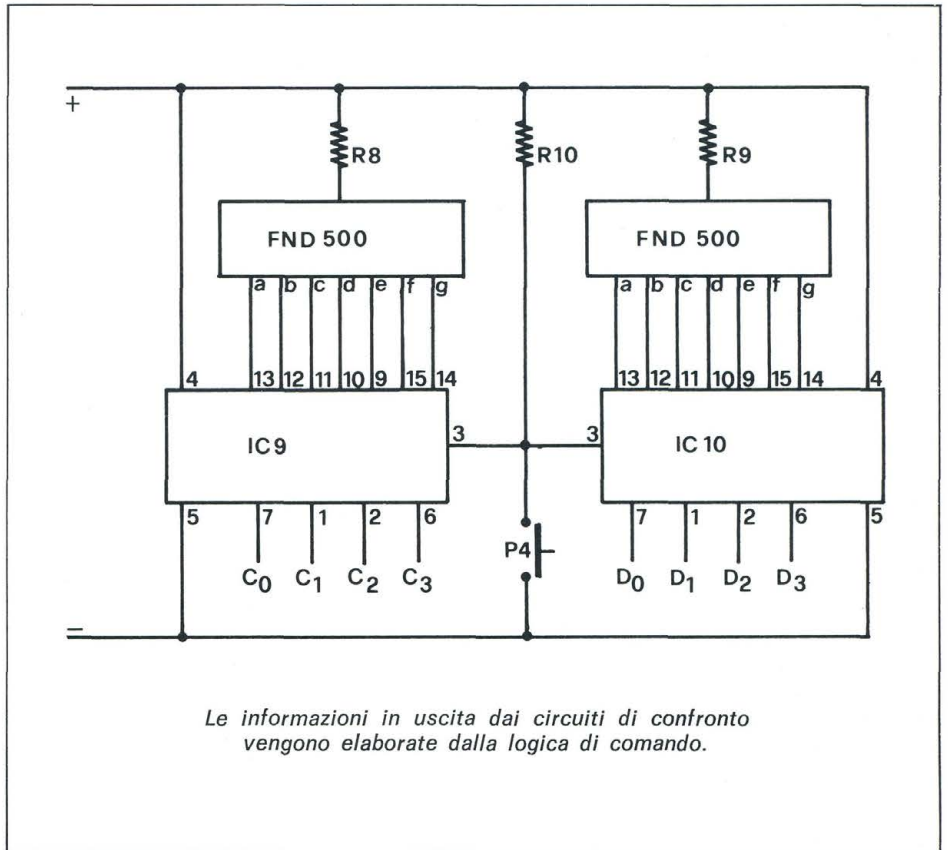 +
R8
R10
R9
FND 500
FND 500
a b c d e f g
a b c d e f g
4
13 12 11 10 9 15 14
13 12 11 10 9 15 14
4
IC9
3
3
IC10
5
7
1
2
6
7
1
2
6
5
P4
C0
C1
C2
C3
D0
D1
D2
D3
−
Le informazioni in uscita dai circuiti di confronto
vengono elaborate dalla logica di comando.